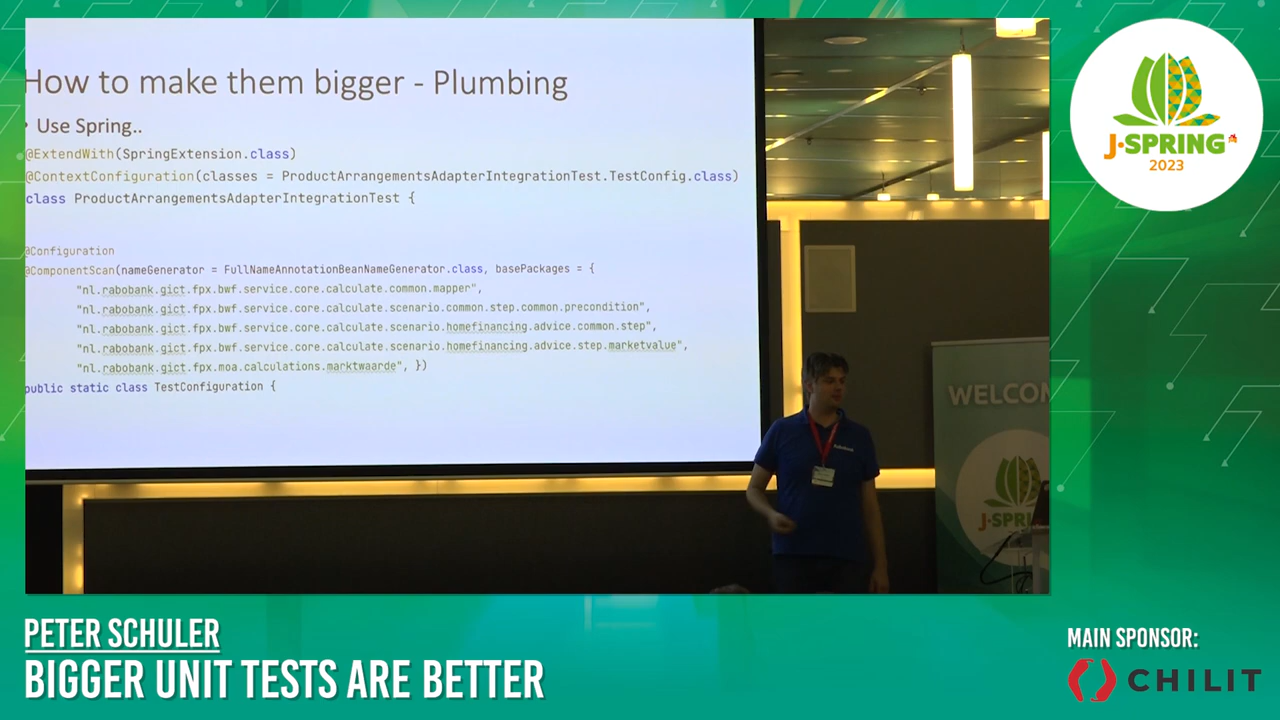 How to make them bigger - Plumbing
Use Spring..
@ExtendWith(SpringExtension.class)
@ContextConfiguration(classes = ProductArrangementsAdapterIntegrationTest.TestConfig.class)
class ProductArrangementsAdapterIntegrationTest {
@Configuration
@ComponentScan(nameGenerator = FullNameAnnotationBeanNameGenerator.class, basePackages = {
"nl.rabobank.gict.fpx.bwf.service.core.calculate.common.mapper",
"nl.rabobank.gict.fpx.bwf.service.core.calculate.scenario.common.step.common.precondition",
"nl.rabobank.gict.fpx.bwf.service.core.calculate.scenario.homefinancing.advice.common.step",
"nl.rabobank.gict.fpx.bwf.service.core.calculate.scenario.homefinancing.advice.step.marketvalue",
"nl.rabobank.gict.fpx.moa.calculations.marktwaarde", })
public static class TestConfiguration {
J-SPRING
2023
WELCOM
J-SPRI
PETER SCHULER
BIGGER UNIT TESTS ARE BETTER
MAIN SPONSOR:
CHILIT